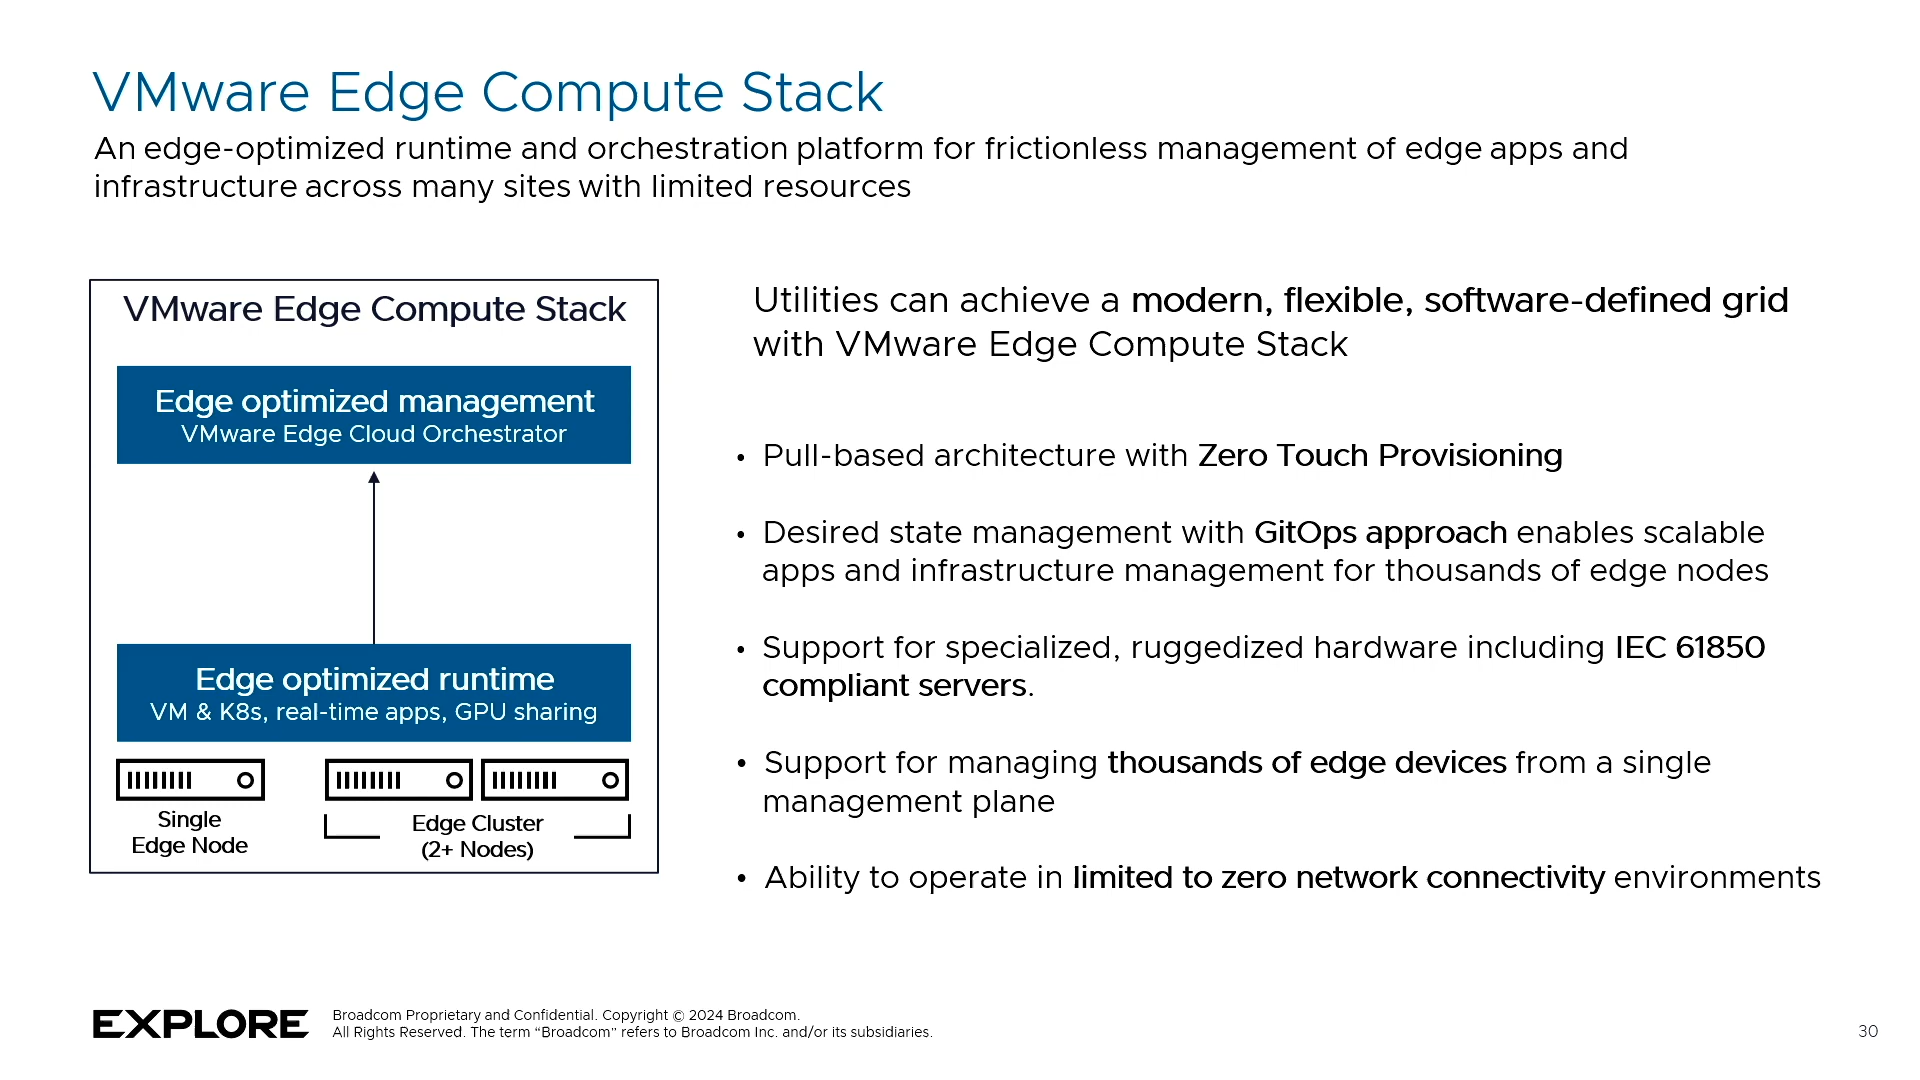 VMware Edge Compute Stack
An edge-optimized runtime and orchestration platform for frictionless management of edge apps and
infrastructure across many sites with limited resources
VMware Edge Compute Stack
Edge optimized management
VMware Edge Cloud Orchestrator
Edge optimized runtime
VM & K8s, real-time apps, GPU sharing
Single
Edge Node
Edge Cluster
(2+ Nodes)
Utilities can achieve a modern, flexible, software-defined grid
with VMware Edge Compute Stack
• Pull-based architecture with Zero Touch Provisioning
• Desired state management with GitOps approach enables scalable
apps and infrastructure management for thousands of edge nodes
• Support for specialized, ruggedized hardware including IEC 61850
compliant servers.
• Support for managing thousands of edge devices from a single
management plane
• Ability to operate in limited to zero network connectivity environments
EXPLORE
Broadcom Proprietary and Confidential. Copyright © 2024 Broadcom.
All Rights Reserved. The term “Broadcom” refers to Broadcom Inc. and/or its subsidiaries.
30